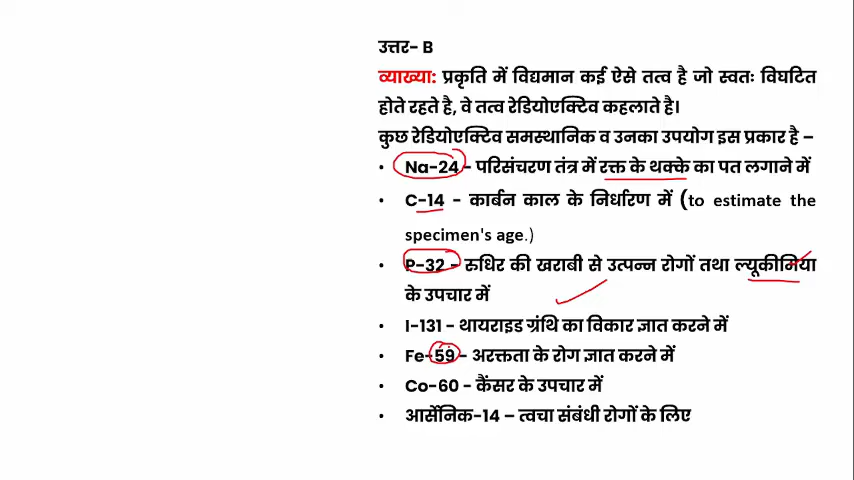 उत्तर- B
व्याख्या: प्रकृति में विद्यमान कई ऐसे तत्व है जो स्वतः विघटित
होते रहते है, वे तत्व रेडियोएक्टिव कहलाते है।
कुछ रेडियोएक्टिव समस्थानिक व उनका उपयोग इस प्रकार है –
• Na-24 - परिसंचरण तंत्र में रक्त के थक्के का पत लगाने में
• C-14 - कार्बन काल के निर्धारण में (to estimate the
specimen's age.)
• P-32 - रुधिर की खराबी से उत्पन्न रोगों तथा ल्यूकीमिया
के उपचार में
• I-131 - थायराइड ग्रंथि का विकार ज्ञात करने में
• Fe-59 - अरक्तता के रोग ज्ञात करने में
• Co-60 - कैंसर के उपचार में
• आर्सेनिक-14 – त्वचा संबंधी रोगों के लिए